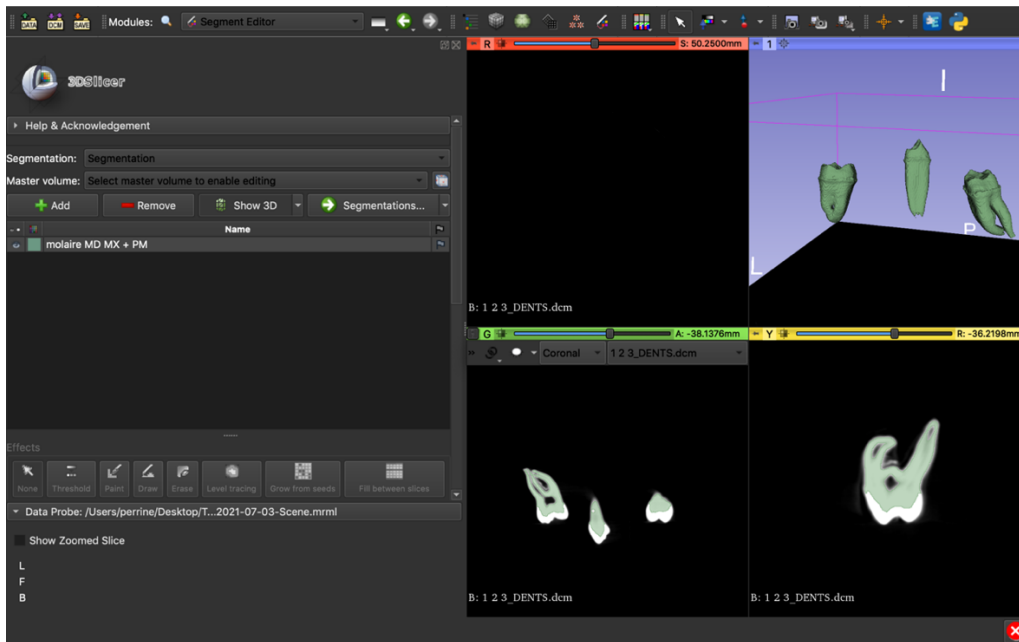 DATA DCM SAVE Modules: Segment Editor
3DSlicer
Help & Acknowledgement
Segmentation: Segmentation
Master volume: Select master volume to enable editing
Add Remove Show 3D Segmentations...
Name
molaire MD MX + PM
Effects
None Threshold Paint Draw Erase Level tracing Grow from seeds Fill between slices
Data Probe: /Users/perrine/Desktop/T...2021-07-03-Scene.mrml
Show Zoomed Slice
L
F
B
R S: 50.2500mm
B: 1 2 3_DENTS.dcm
1
I
P
L
G A: -38.1376mm
Coronal 1 2 3_DENTS.dcm
B: 1 2 3_DENTS.dcm
Y R: -36.2198mm
B: 1 2 3_DENTS.dcm